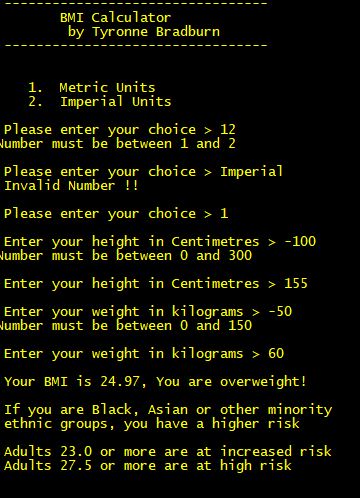 ---------------------------------
BMI Calculator
by Tyronne Bradburn
---------------------------------
1. Metric Units
2. Imperial Units
Please enter your choice > 12
Number must be between 1 and 2
Please enter your choice > Imperial
Invalid Number !!
Please enter your choice > 1
Enter your height in Centimetres > -100
Number must be between 0 and 300
Enter your height in Centimetres > 155
Enter your weight in kilograms > -50
Number must be between 0 and 150
Enter your weight in kilograms > 60
Your BMI is 24.97, You are overweight!
If you are Black, Asian or other minority
ethnic groups, you have a higher risk
Adults 23.0 or more are at increased risk
Adults 27.5 or more are at high risk